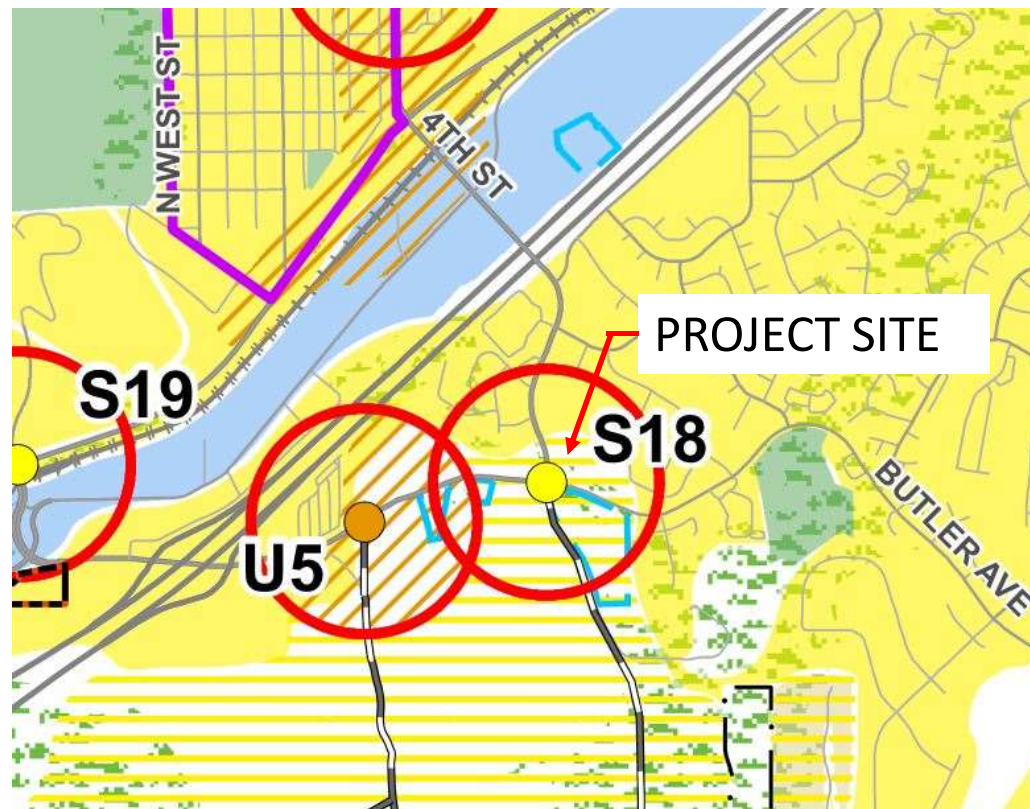 N WEST ST
4TH ST
PROJECT SITE
S19
S18
U5
BUTLER AVE